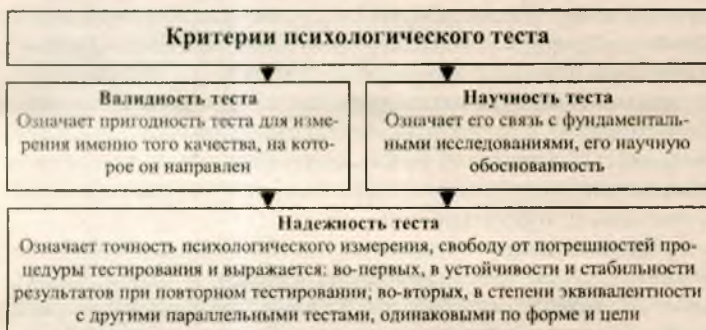 Критерии психологического теста
Валидность теста
Означает пригодность теста для изме-
рения именно того качества, на кото-
рое он направлен
Научность теста
Означает его связь с фундаменталь-
ными исследованиями, его научную
обоснованность
Надежность теста
Означает точность психологического измерения, свободу от погрешностей про-
цедуры тестирования и выражается: во-первых, в устойчивости и стабильности
результатов при повторном тестировании; во-вторых, в степени эквивалентности
с другими параллельными тестами, одинаковыми по форме и цели